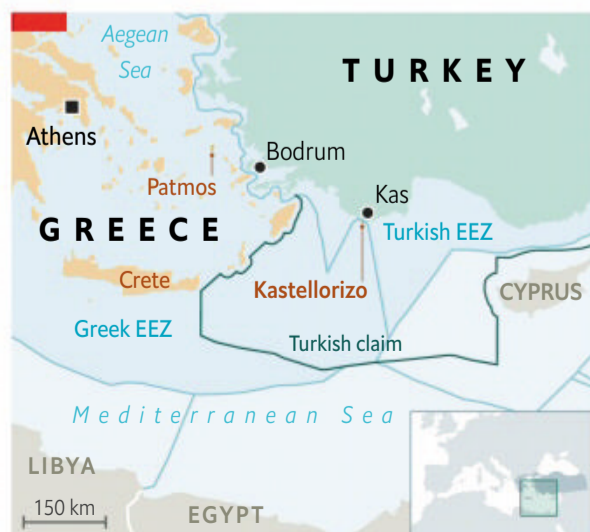 Aegean
Sea
TURKEY
Athens
Bodrum
Patmos
Kas
GREECE
Turkish EEZ
Crete
Kastellorizo
CYPRUS
Greek EEZ
Turkish claim
Mediterranean Sea
LIBYA
150 km
EGYPT